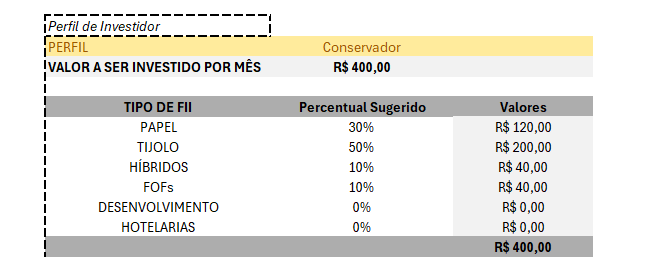 Perfil de Investidor
PERFIL Conservador
VALOR A SER INVESTIDO POR MÊS R$ 400,00
TIPO DE FII Percentual Sugerido Valores
PAPEL 30% R$ 120,00
TIJOLO 50% R$ 200,00
HÍBRIDOS 10% R$ 40,00
FOFs 10% R$ 40,00
DESENVOLVIMENTO 0% R$ 0,00
HOTELARIAS 0% R$ 0,00
R$ 400,00